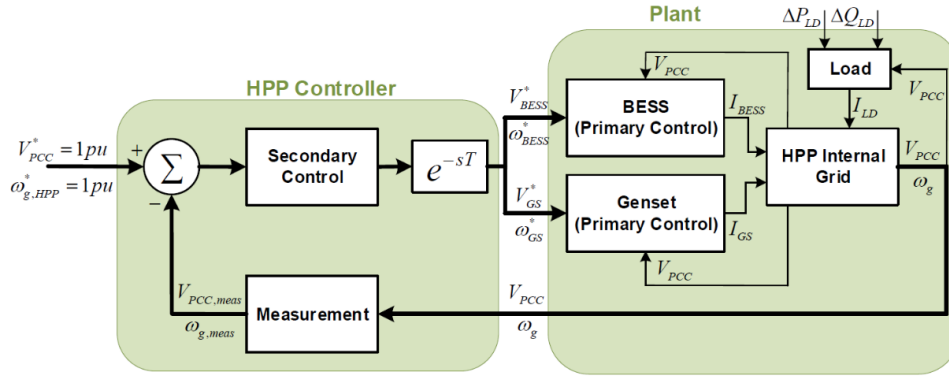 Plant
ΔP_LD ΔQ_LD
HPP Controller
V_PCC
Load
V_PCC
V*_BESS
ω*_BESS
BESS
(Primary Control)
I_BESS
I_LD
V*_PCC = 1pu
ω*_g,HPP = 1pu
+
Σ
−
Secondary
Control
e^−sT
HPP Internal
Grid
V_PCC
ω_g
V*_GS
ω*_GS
Genset
(Primary Control)
I_GS
V_PCC
V_PCC,meas
ω_g,meas
Measurement
V_PCC
ω_g